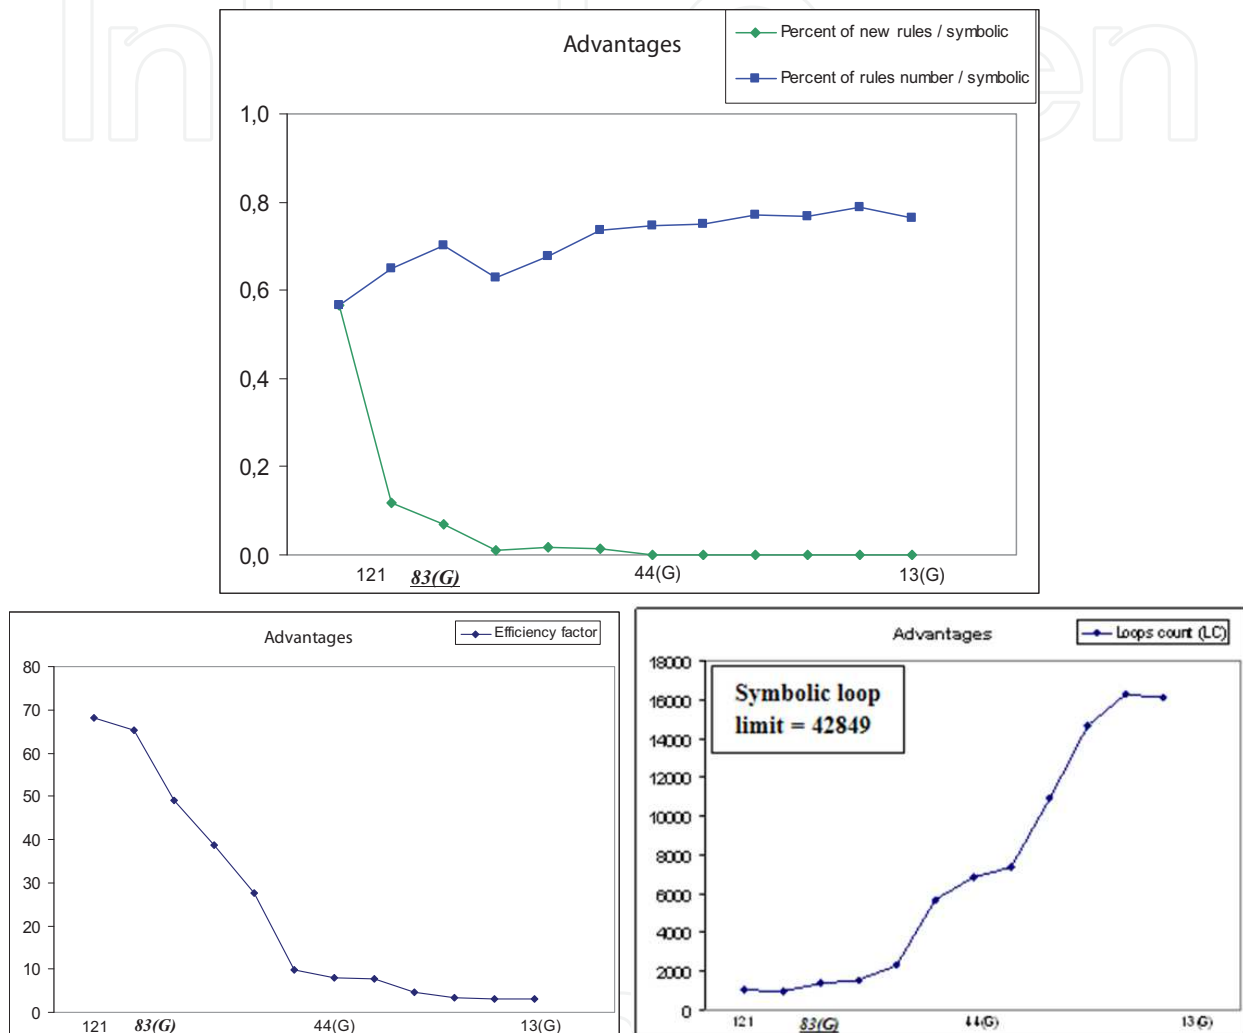 Advantages
Percent of new rules / symbolic
Percent of rules number / symbolic
1,0
0,8
0,6
0,4
0,2
0,0
121 83(G) 44(G) 13(G)
Advantages
Efficiency factor
80
70
60
50
40
30
20
10
0
121 83(G) 44(G) 13(G)
Advantages
Loops count (LC)
Symbolic loop
limit = 42849
18000
16000
14000
12000
10000
8000
6000
4000
2000
0
121 83(G) 44(G) 13(G)